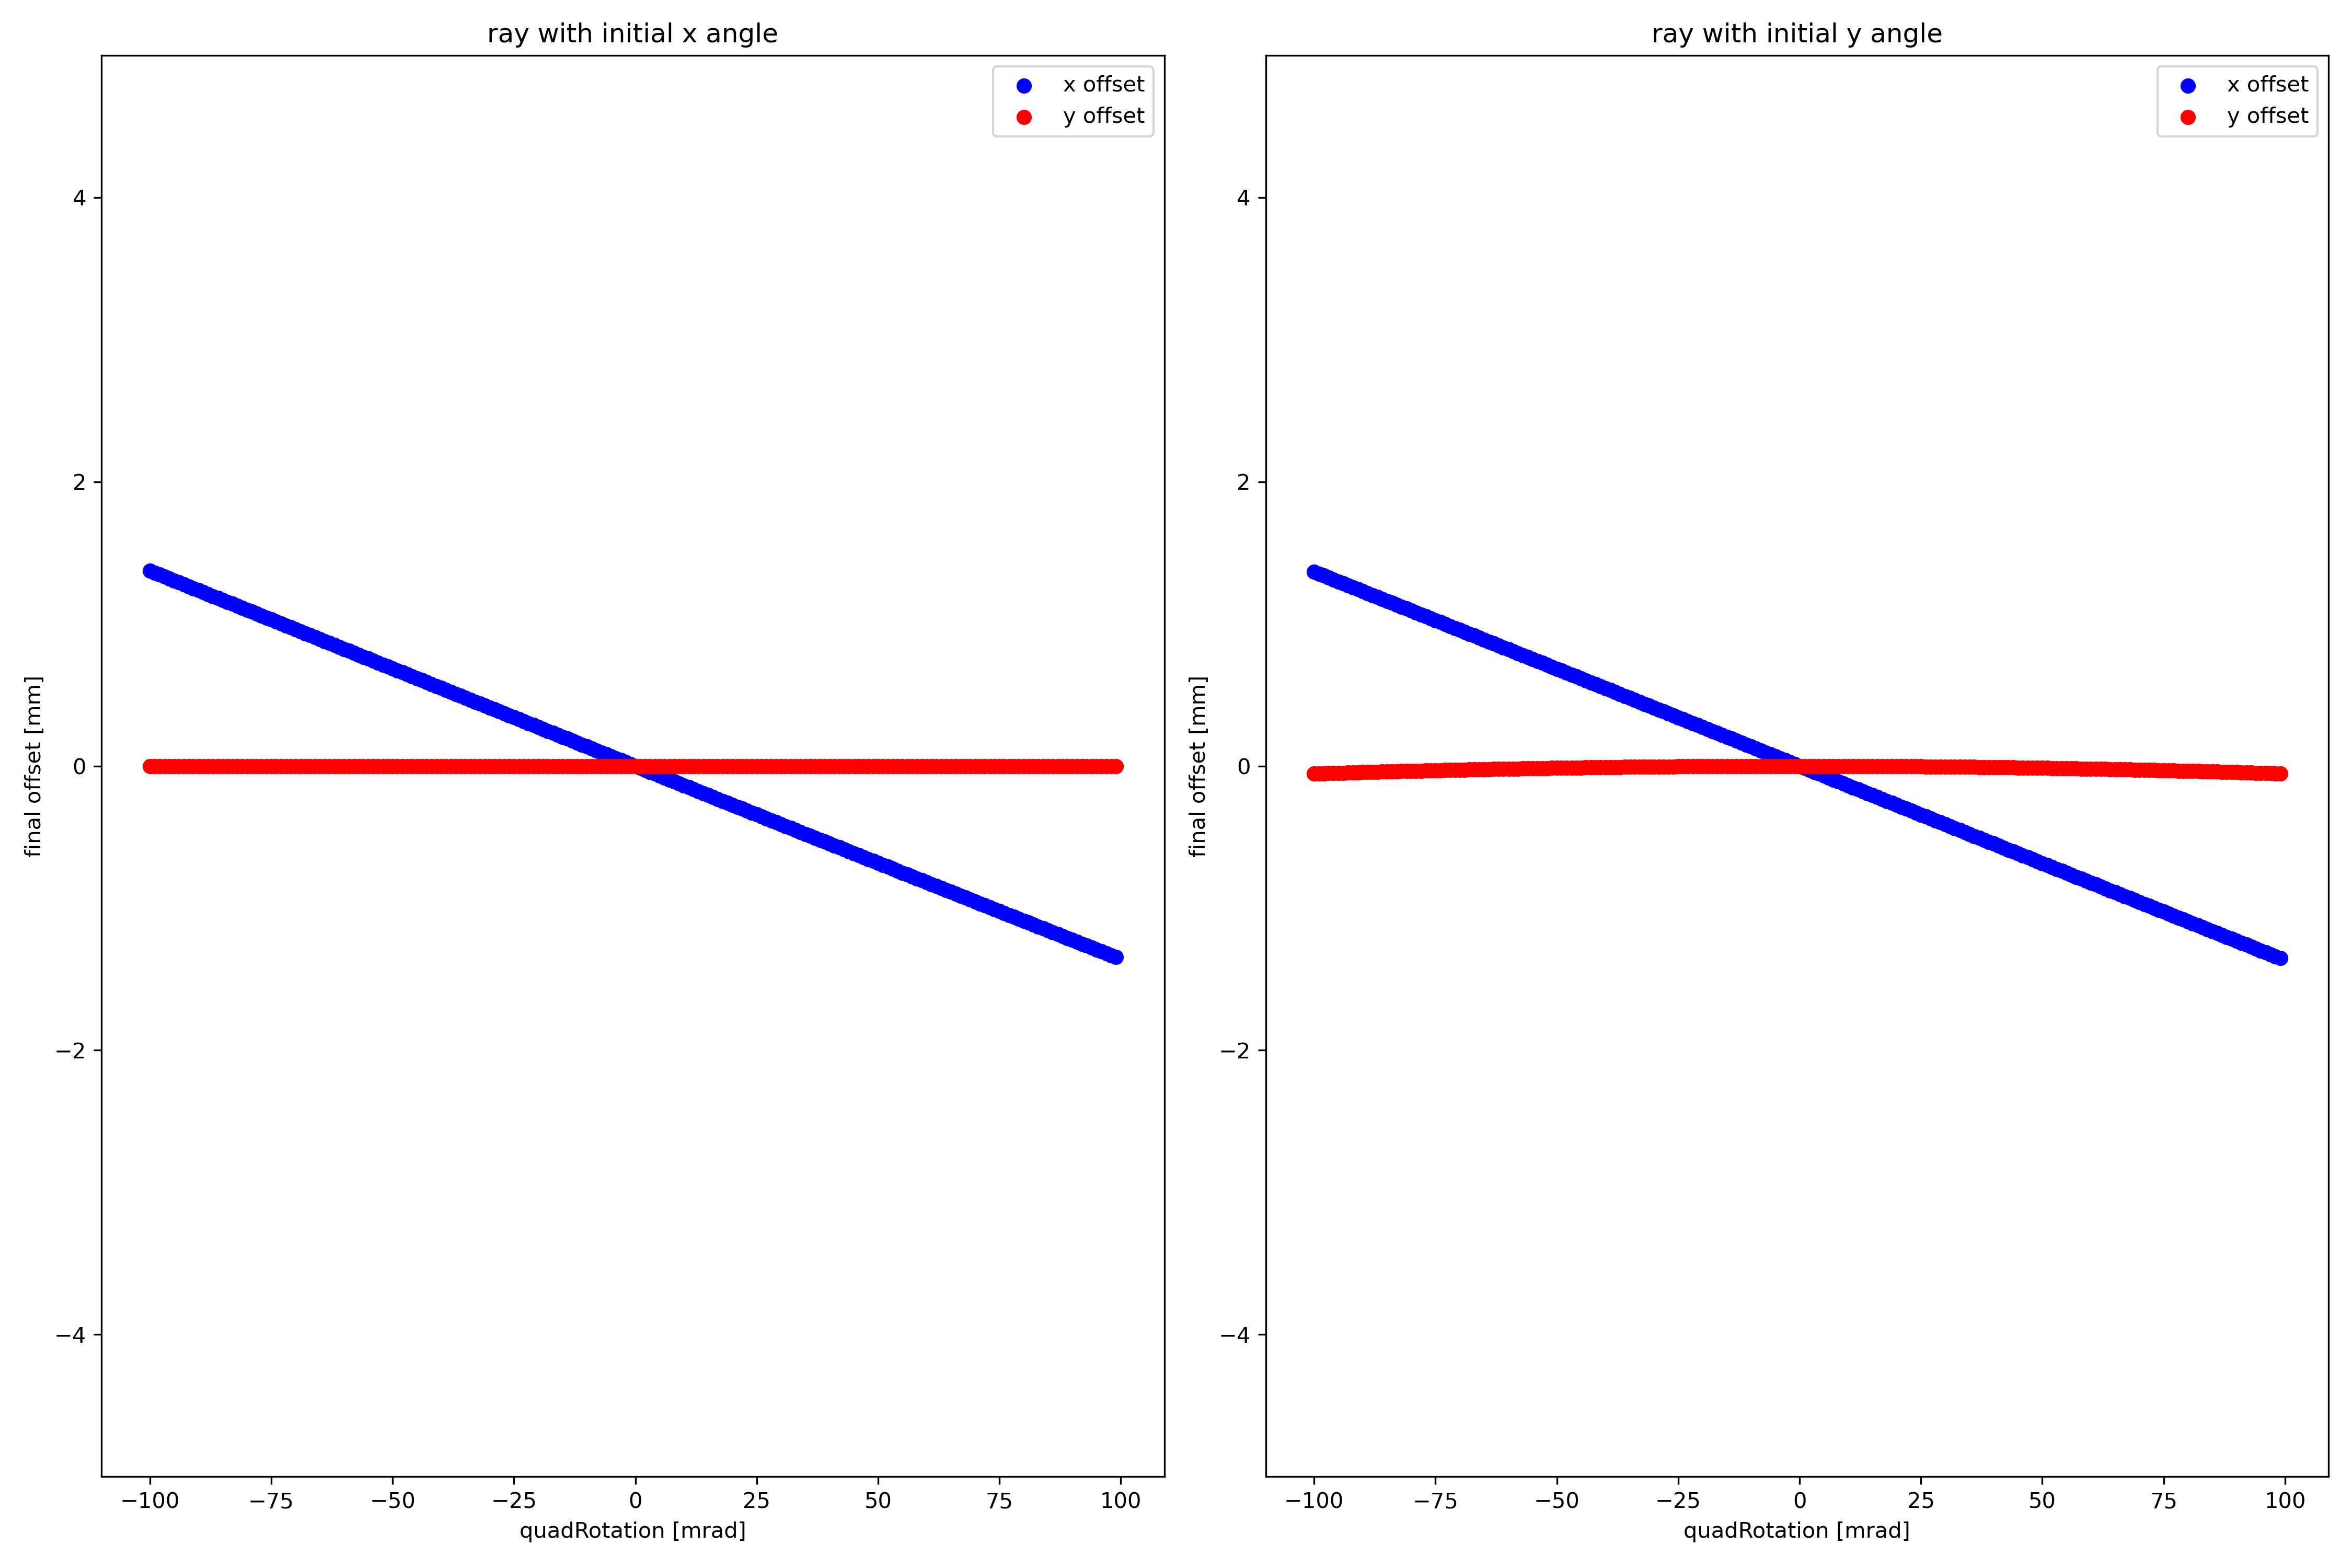 ray with initial x angle
x offset
y offset
4
2
0
−2
−4
final offset [mm]
−100 −75 −50 −25 0 25 50 75 100
quadRotation [mrad]
ray with initial y angle
x offset
y offset
4
2
0
−2
−4
final offset [mm]
−100 −75 −50 −25 0 25 50 75 100
quadRotation [mrad]